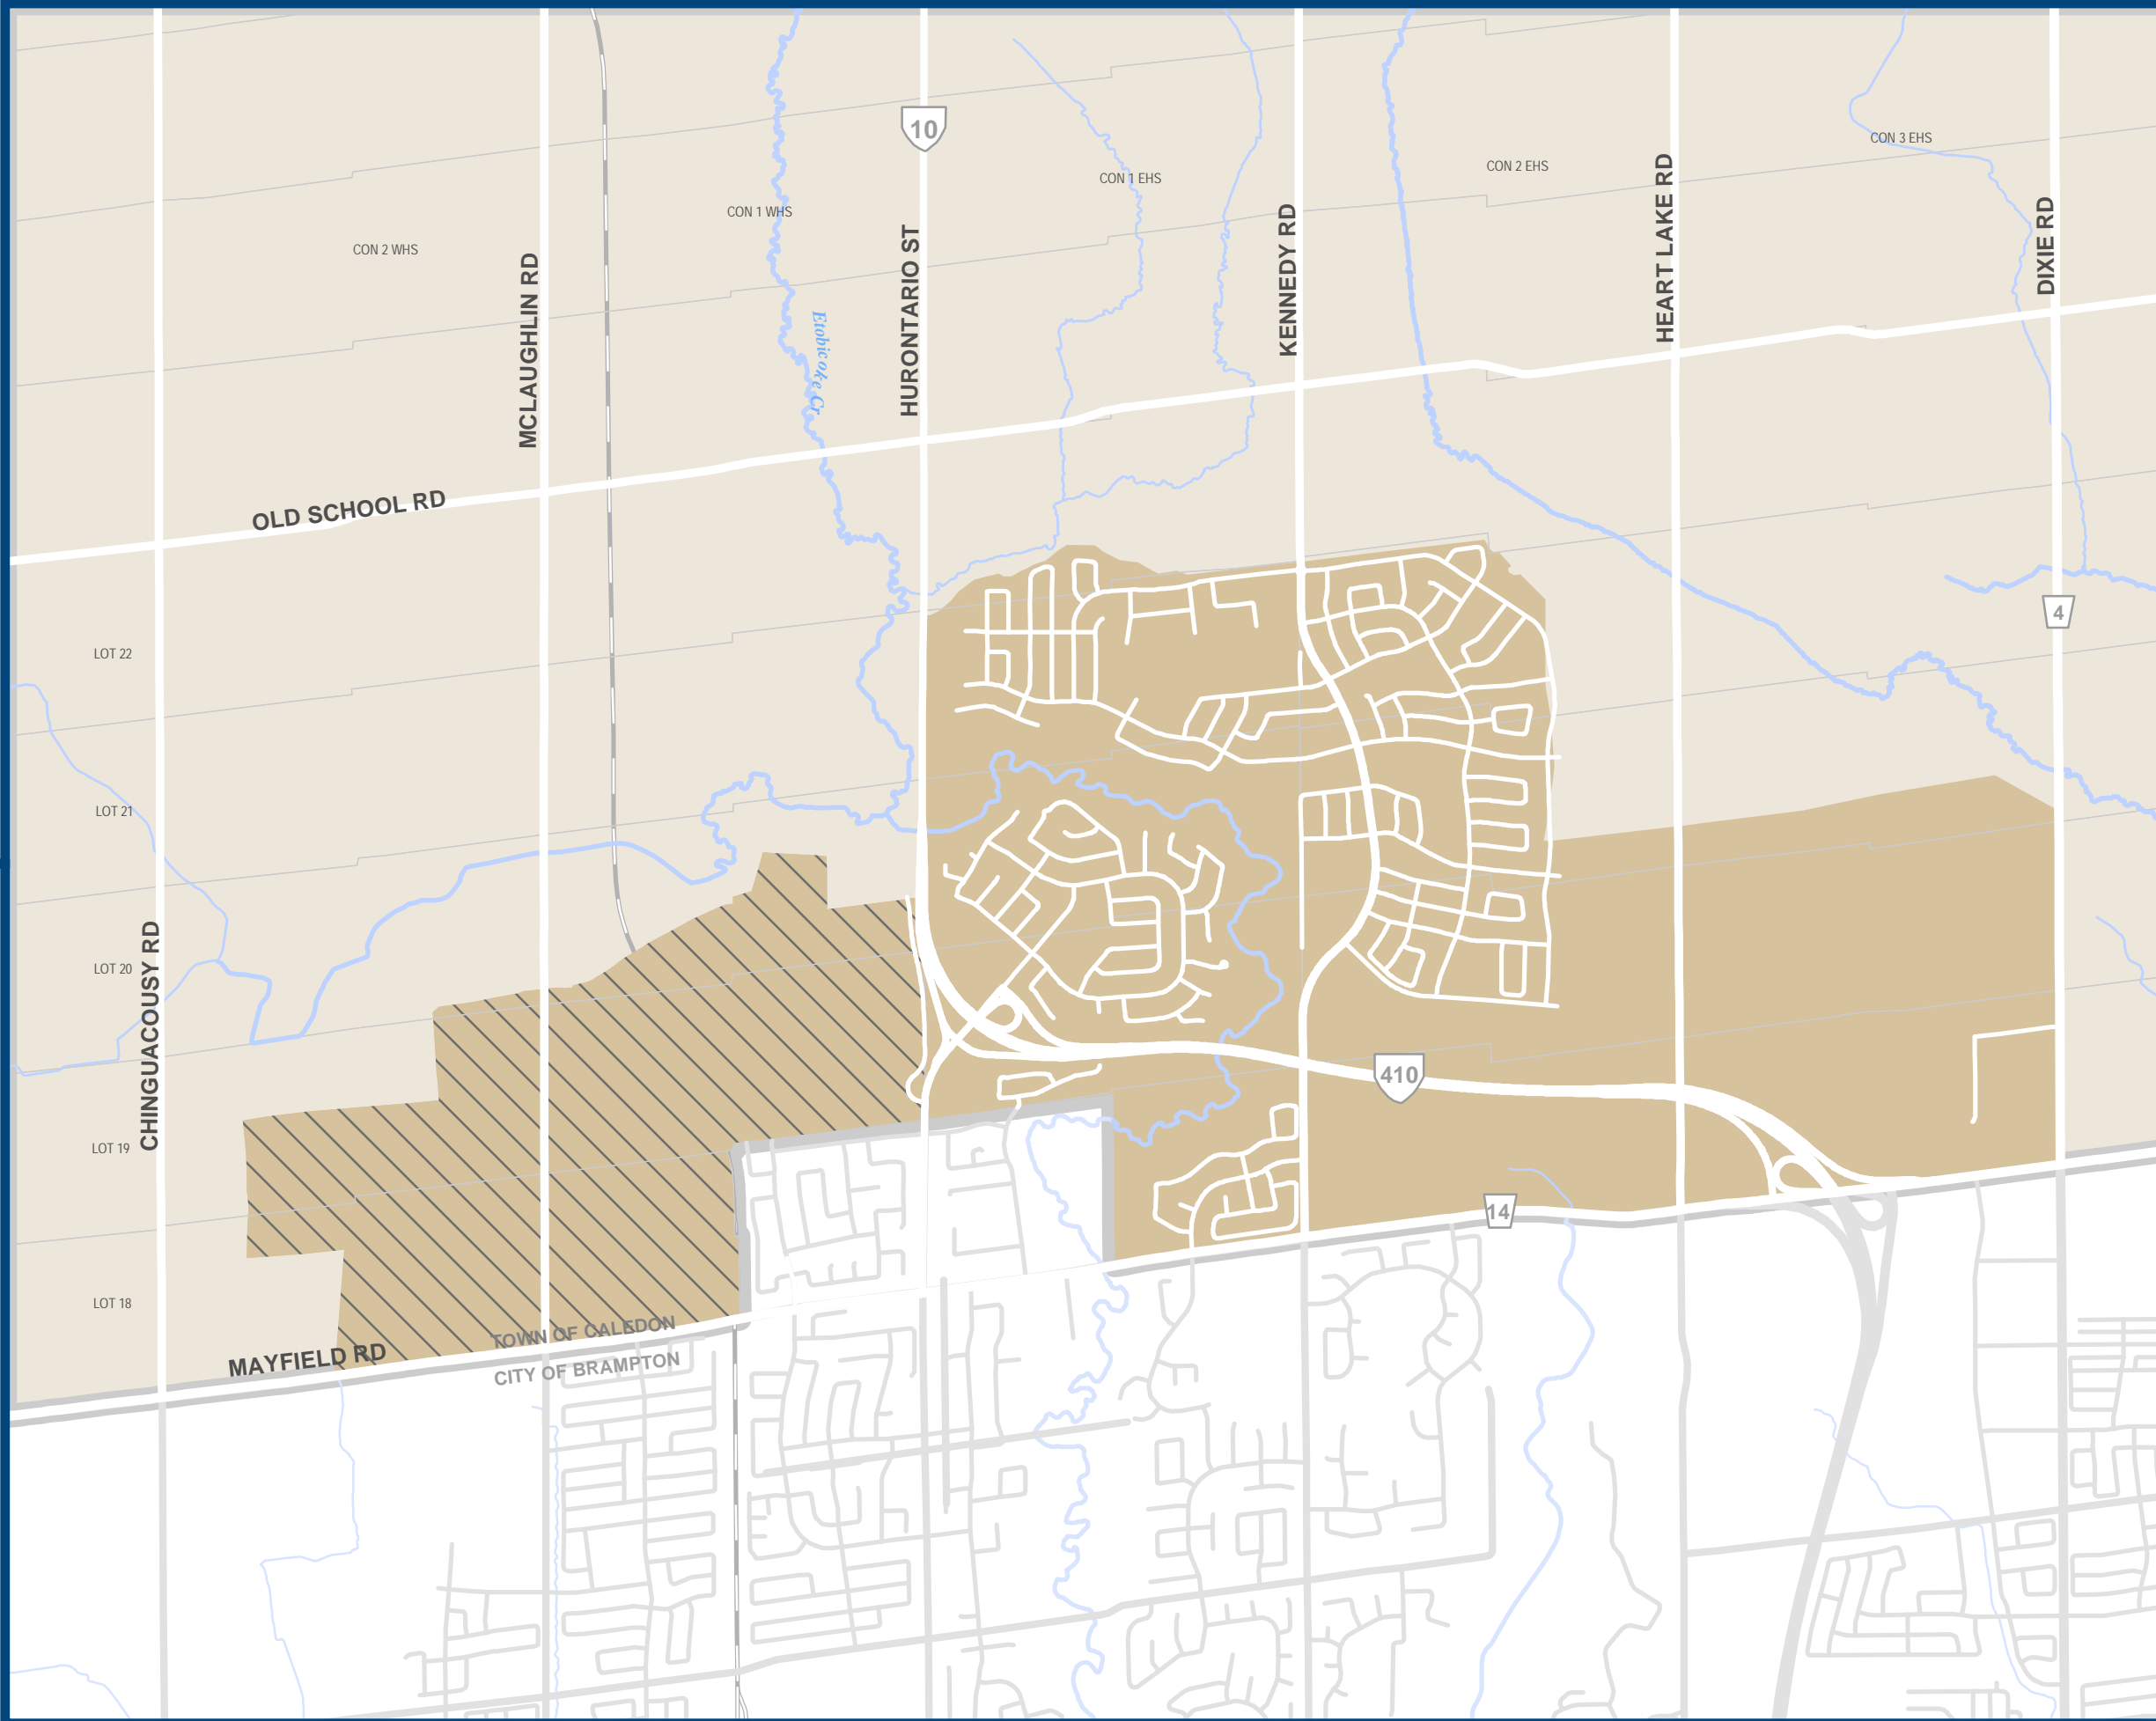 10
CON 3 EHS
CON 2 EHS
CON 1 EHS
CON 1 WHS
CON 2 WHS
MCLAUGHLIN RD
HURONTARIO ST
KENNEDY RD
HEART LAKE RD
DIXIE RD
Etobicoke Cr
OLD SCHOOL RD
4
LOT 22
LOT 21
LOT 20
CHINGUACOUSY RD
410
LOT 19
14
LOT 18
TOWN OF CALEDON
MAYFIELD RD
CITY OF BRAMPTON